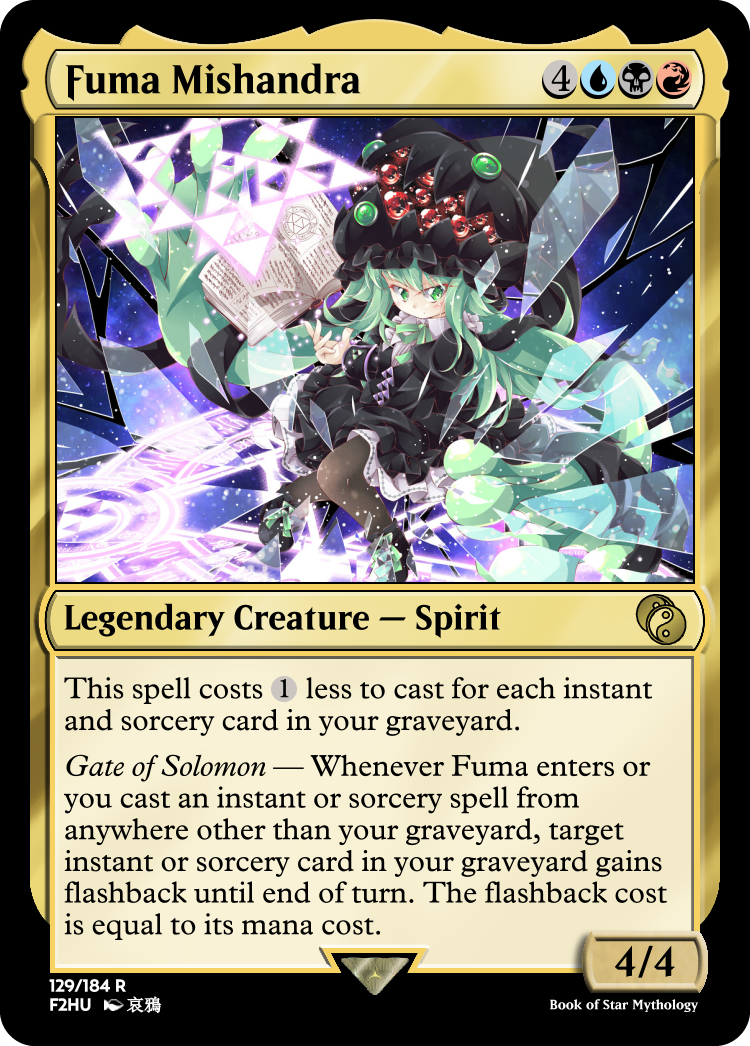 Fuma Mishandra 4
Legendary Creature — Spirit
This spell costs 1 less to cast for each instant
and sorcery card in your graveyard.
Gate of Solomon — Whenever Fuma enters or
you cast an instant or sorcery spell from
anywhere other than your graveyard, target
instant or sorcery card in your graveyard gains
flashback until end of turn. The flashback cost
is equal to its mana cost.
4/4
129/184 R
F2HU 哀鴉
Book of Star Mythology